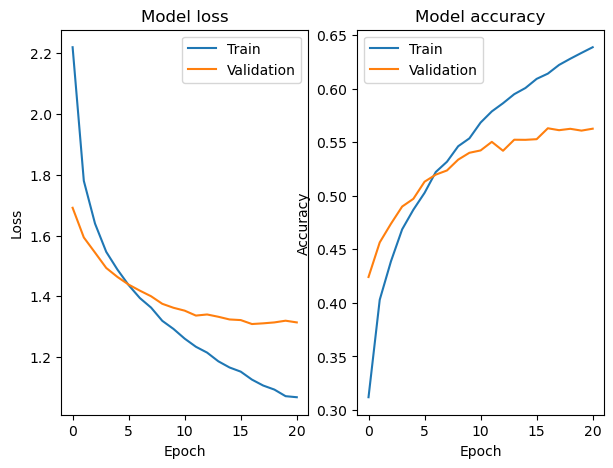 Model loss
Loss
2.2
2.0
1.8
1.6
1.4
1.2
0
5
10
15
20
Epoch
Train
Validation
Model accuracy
Accuracy
0.65
0.60
0.55
0.50
0.45
0.40
0.35
0.30
0
5
10
15
20
Epoch
Train
Validation